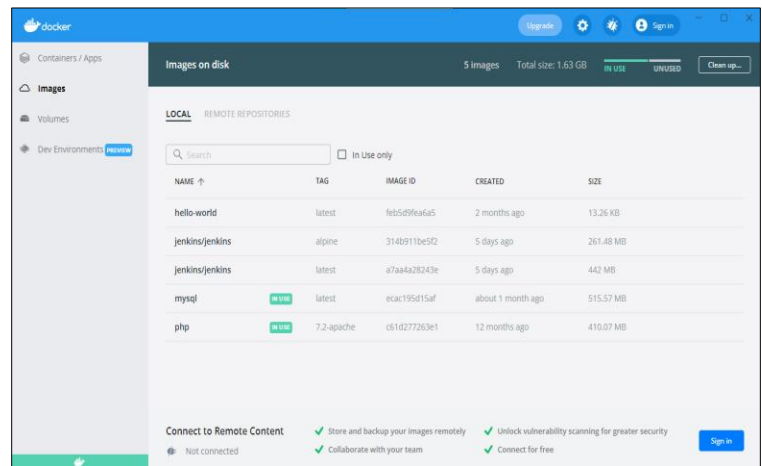 docker
Upgrade
Sign in
Containers / Apps
Images
Volumes
Dev Environments PREVIEW
Images on disk
5 images Total size: 1.63 GB IN USE UNUSED Clean up...
LOCAL REMOTE REPOSITORIES
Search In Use only
NAME ↑ TAG IMAGE ID CREATED SIZE
hello-world latest feb5d9fea6a5 2 months ago 13.26 KB
jenkins/jenkins alpine 314b911be5f2 5 days ago 261.48 MB
jenkins/jenkins latest a7aa4a28243e 5 days ago 442 MB
mysql IN USE latest ecac195d15af about 1 month ago 515.57 MB
php IN USE 7.2-apache c61d277263e1 12 months ago 410.07 MB
Connect to Remote Content
Not connected
Store and backup your images remotely
Collaborate with your team
Unlock vulnerability scanning for greater security
Connect for free
Sign in